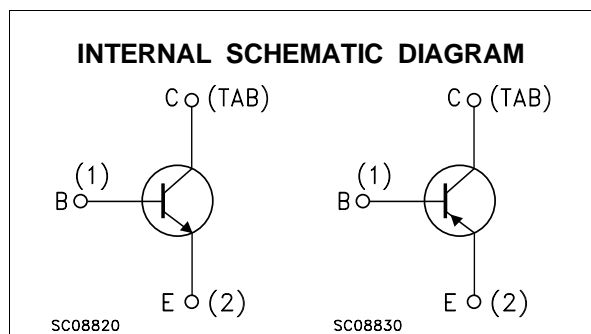 INTERNAL SCHEMATIC DIAGRAM
C (TAB) C (TAB)
(1) (1)
B B
E (2) E (2)
SC08820 SC08830